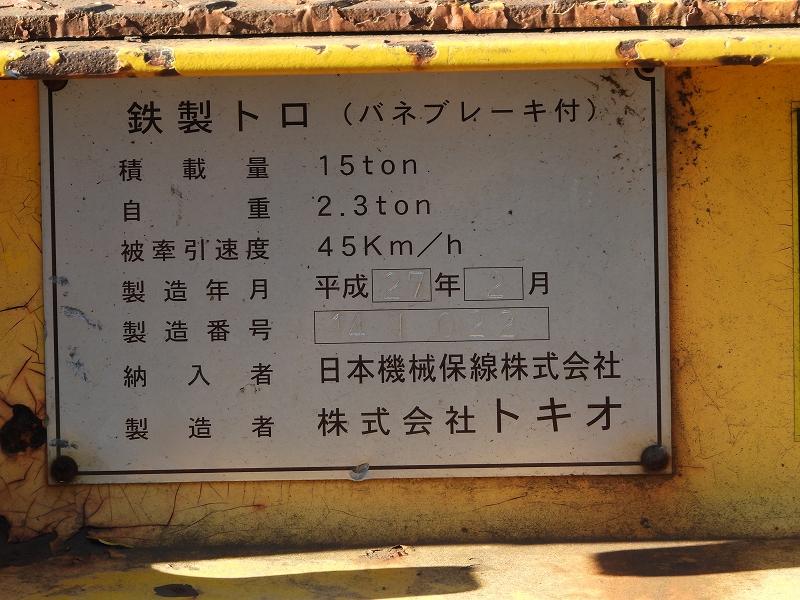 鉄製トロ（バネブレーキ付）
積載量 15ton
自重 2.3ton
被牽引速度 45Km/h
製造年月 平成27年2月
製造番号 141022
納入者 日本機械保線株式会社
製造者 株式会社トキオ